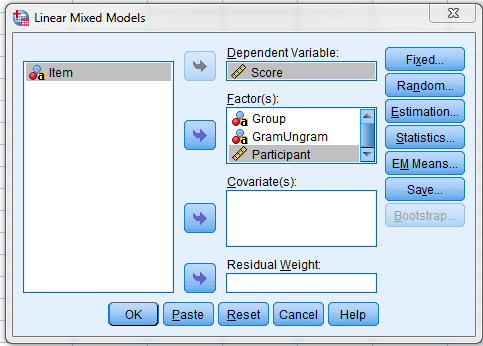 Linear Mixed Models
Item
Dependent Variable:
Score
Factor(s):
Group
GramUngram
Participant
Covariate(s):
Residual Weight:
Fixed...
Random...
Estimation...
Statistics...
EM Means...
Save...
Bootstrap...
OK
Paste
Reset
Cancel
Help